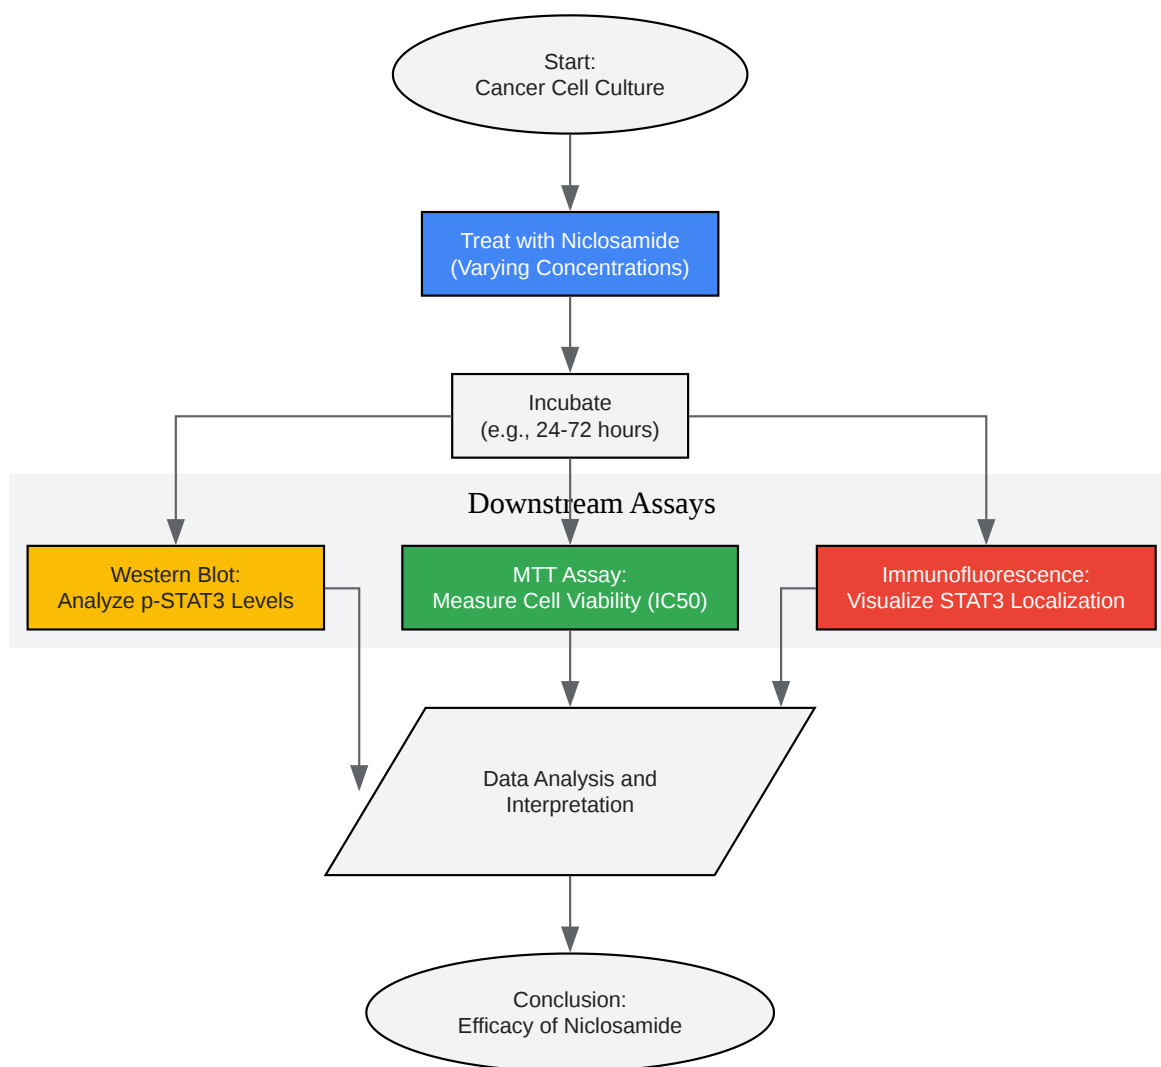 Start:
Cancer Cell Culture
Treat with Niclosamide
(Varying Concentrations)
Incubate
(e.g., 24-72 hours)
Downstream Assays
Western Blot:
Analyze p-STAT3 Levels
MTT Assay:
Measure Cell Viability (IC50)
Immunofluorescence:
Visualize STAT3 Localization
Data Analysis and
Interpretation
Conclusion:
Efficacy of Niclosamide